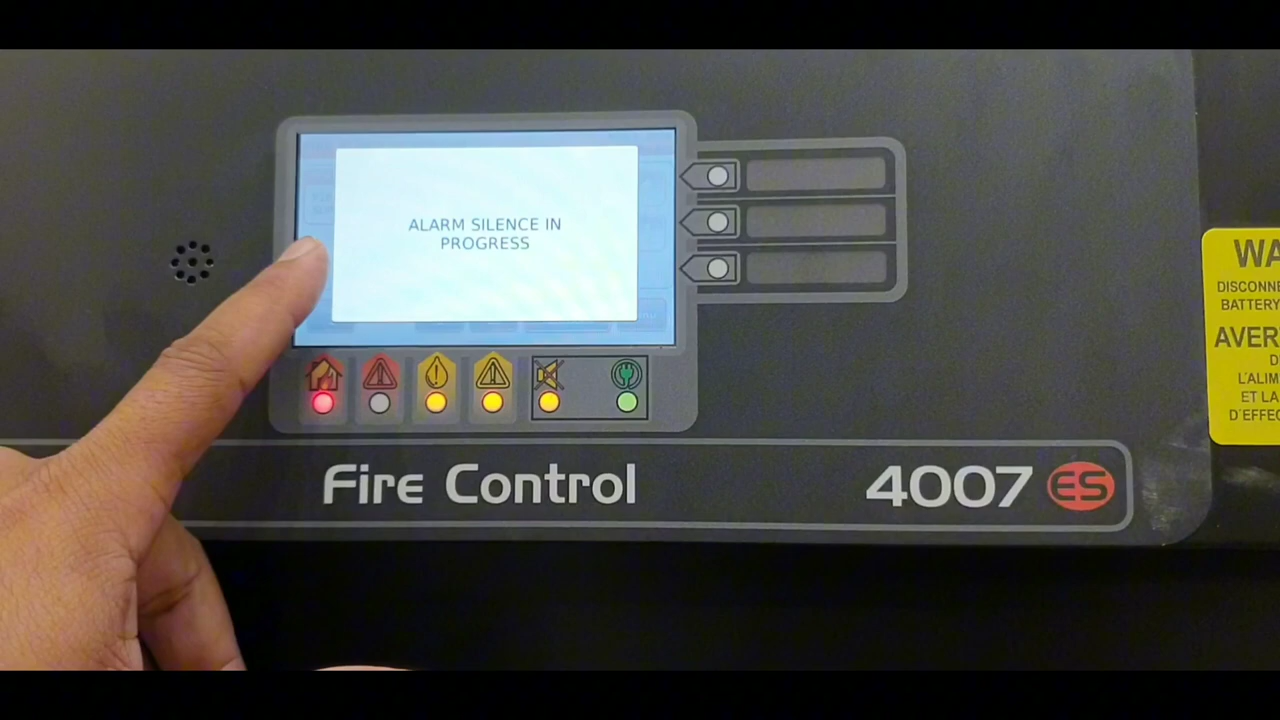 ALARM SILENCE IN
PROGRESS
Fire Control
4007 ES
WA
DISCONNE
BATTERY
AVER
D
L'ALIM
ET LA
D'EFFEC